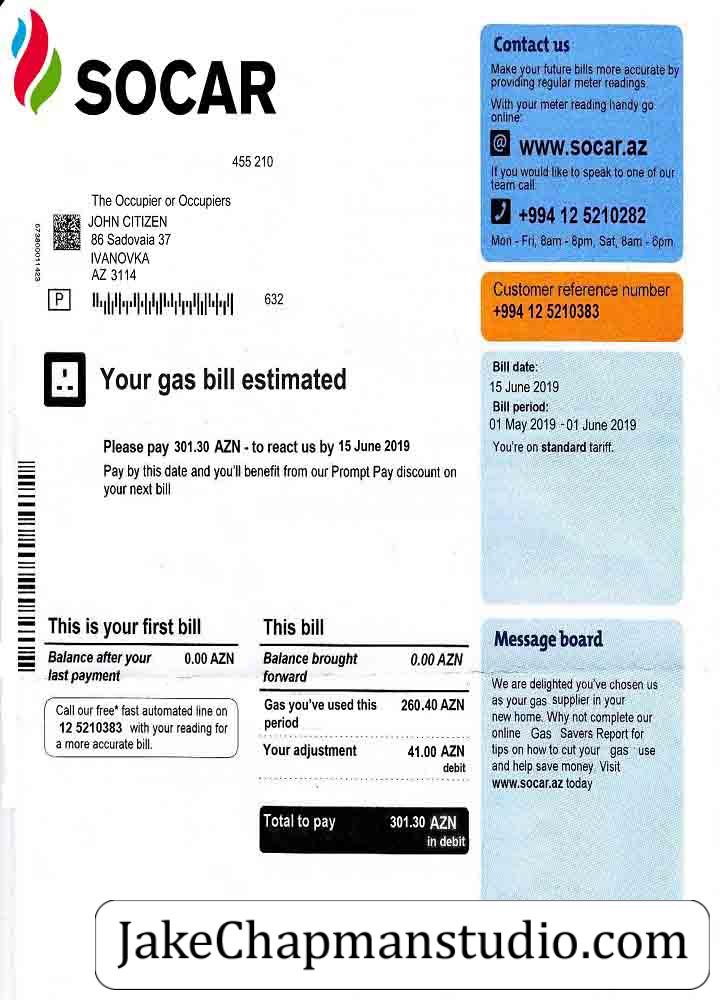 SOCAR
455 210
The Occupier or Occupiers
JOHN CITIZEN
86 Sadovaia 37
IVANOVKA
AZ 3114
573800011423
P
632
Your gas bill estimated
Please pay 301.30 AZN - to react us by 15 June 2019
Pay by this date and you'll benefit from our Prompt Pay discount on
your next bill
This is your first bill
Balance after your 0.00 AZN
last payment
Call our free* fast automated line on
12 5210383 with your reading for
a more accurate bill.
This bill
Balance brought 0.00 AZN
forward
Gas you've used this 260.40 AZN
period
Your adjustment 41.00 AZN
debit
Total to pay 301.30 AZN
in debit
Contact us
Make your future bills more accurate by
providing regular meter readings
With your meter reading handy go
online:
@ www.socar.az
If you would like to speak to one of our
team call
+994 12 5210282
Mon - Fri, 8am - 8pm, Sat, 8am - 6pm
Customer reference number
+994 12 5210383
Bill date:
15 June 2019
Bill period:
01 May 2019 - 01 June 2019
You're on standard tariff.
Message board
We are delighted you've chosen us
as your gas supplier in your
new home. Why not complete our
online Gas Savers Report for
tips on how to cut your gas use
and help save money. Visit
www.socar.az today
JakeChapmanstudio.com